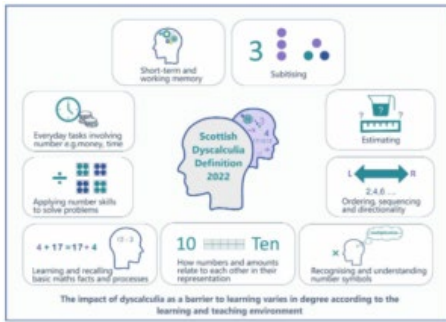 Short-term and
working memory
3
Subitising
Everyday tasks involving
number e.g.money, time
Scottish
Dyscalculia
Definition
2022
? ?
Estimating
÷
Applying number skills
to solve problems
L R
2,4,6 ...
Ordering, sequencing
and directionality
4 + 17 = 17 + 4
Learning and recalling
basic maths facts and processes
10 Ten
How numbers and amounts
relate to each other in their
representation
×
Recognising and understanding
number symbols
The impact of dyscalculia as a barrier to learning varies in degree according to the
learning and teaching environment